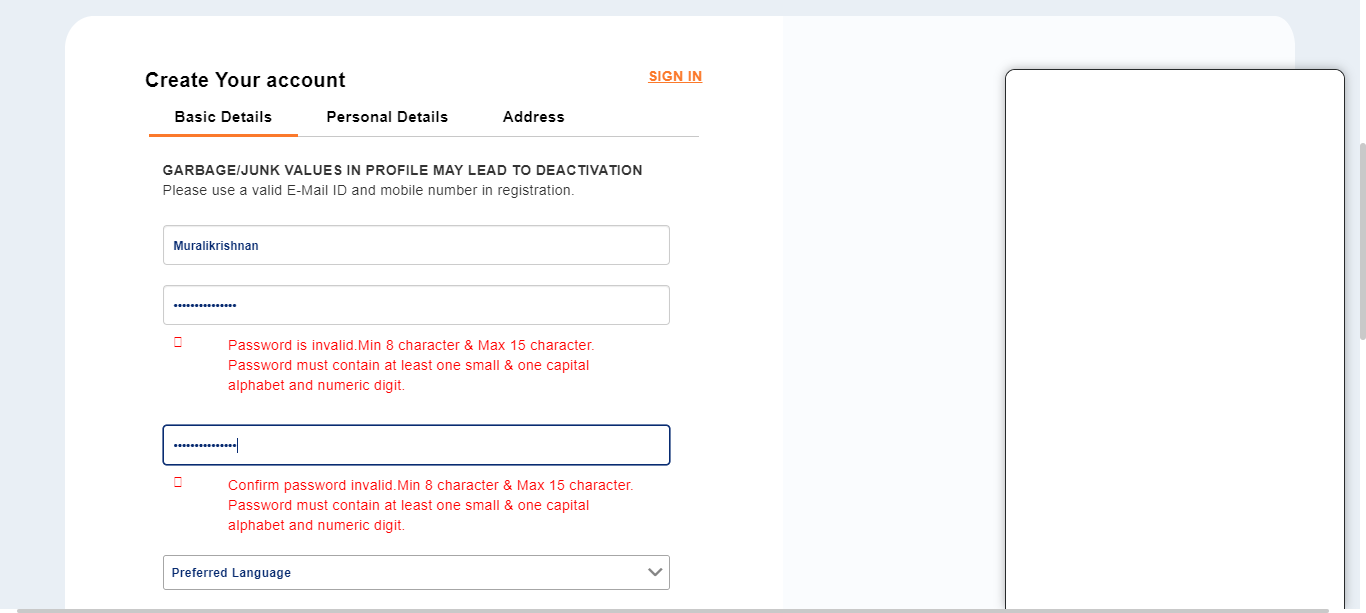 Create Your account
SIGN IN
Basic Details
Personal Details
Address
GARBAGE/JUNK VALUES IN PROFILE MAY LEAD TO DEACTIVATION
Please use a valid E-Mail ID and mobile number in registration.
Muralikrishnan
•••••••••••••••
Password is invalid.Min 8 character & Max 15 character.
Password must contain at least one small & one capital
alphabet and numeric digit.
•••••••••••••••
Confirm password invalid.Min 8 character & Max 15 character.
Password must contain at least one small & one capital
alphabet and numeric digit.
Preferred Language